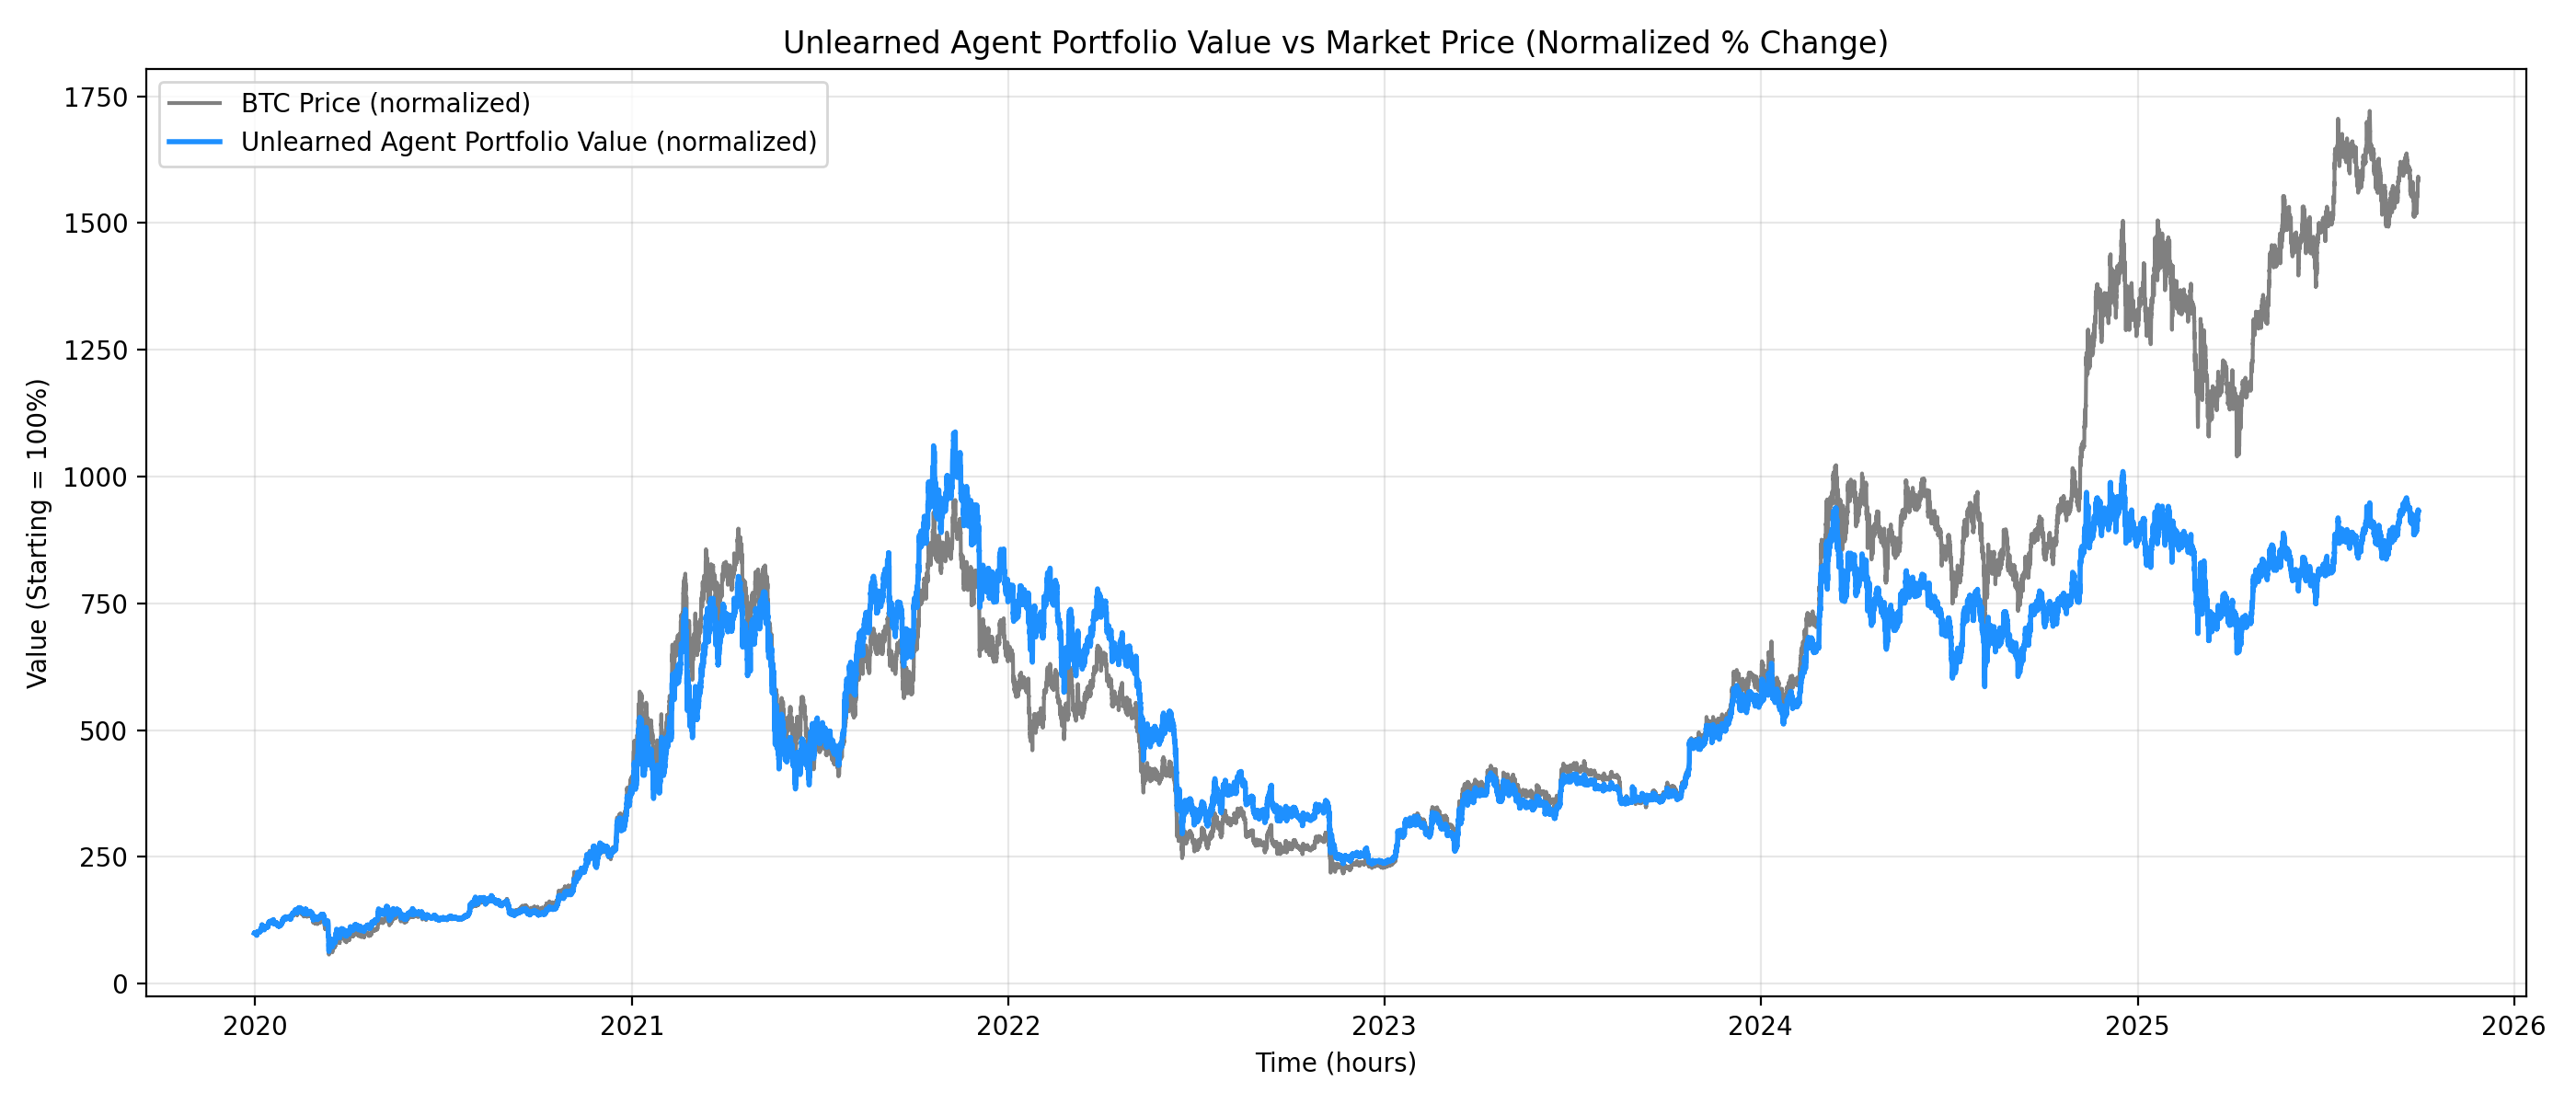 Unlearned Agent Portfolio Value vs Market Price (Normalized % Change)
BTC Price (normalized)
Unlearned Agent Portfolio Value (normalized)
Value (Starting = 100%)
1750
1500
1250
1000
750
500
250
0
2020 2021 2022 2023 2024 2025 2026
Time (hours)